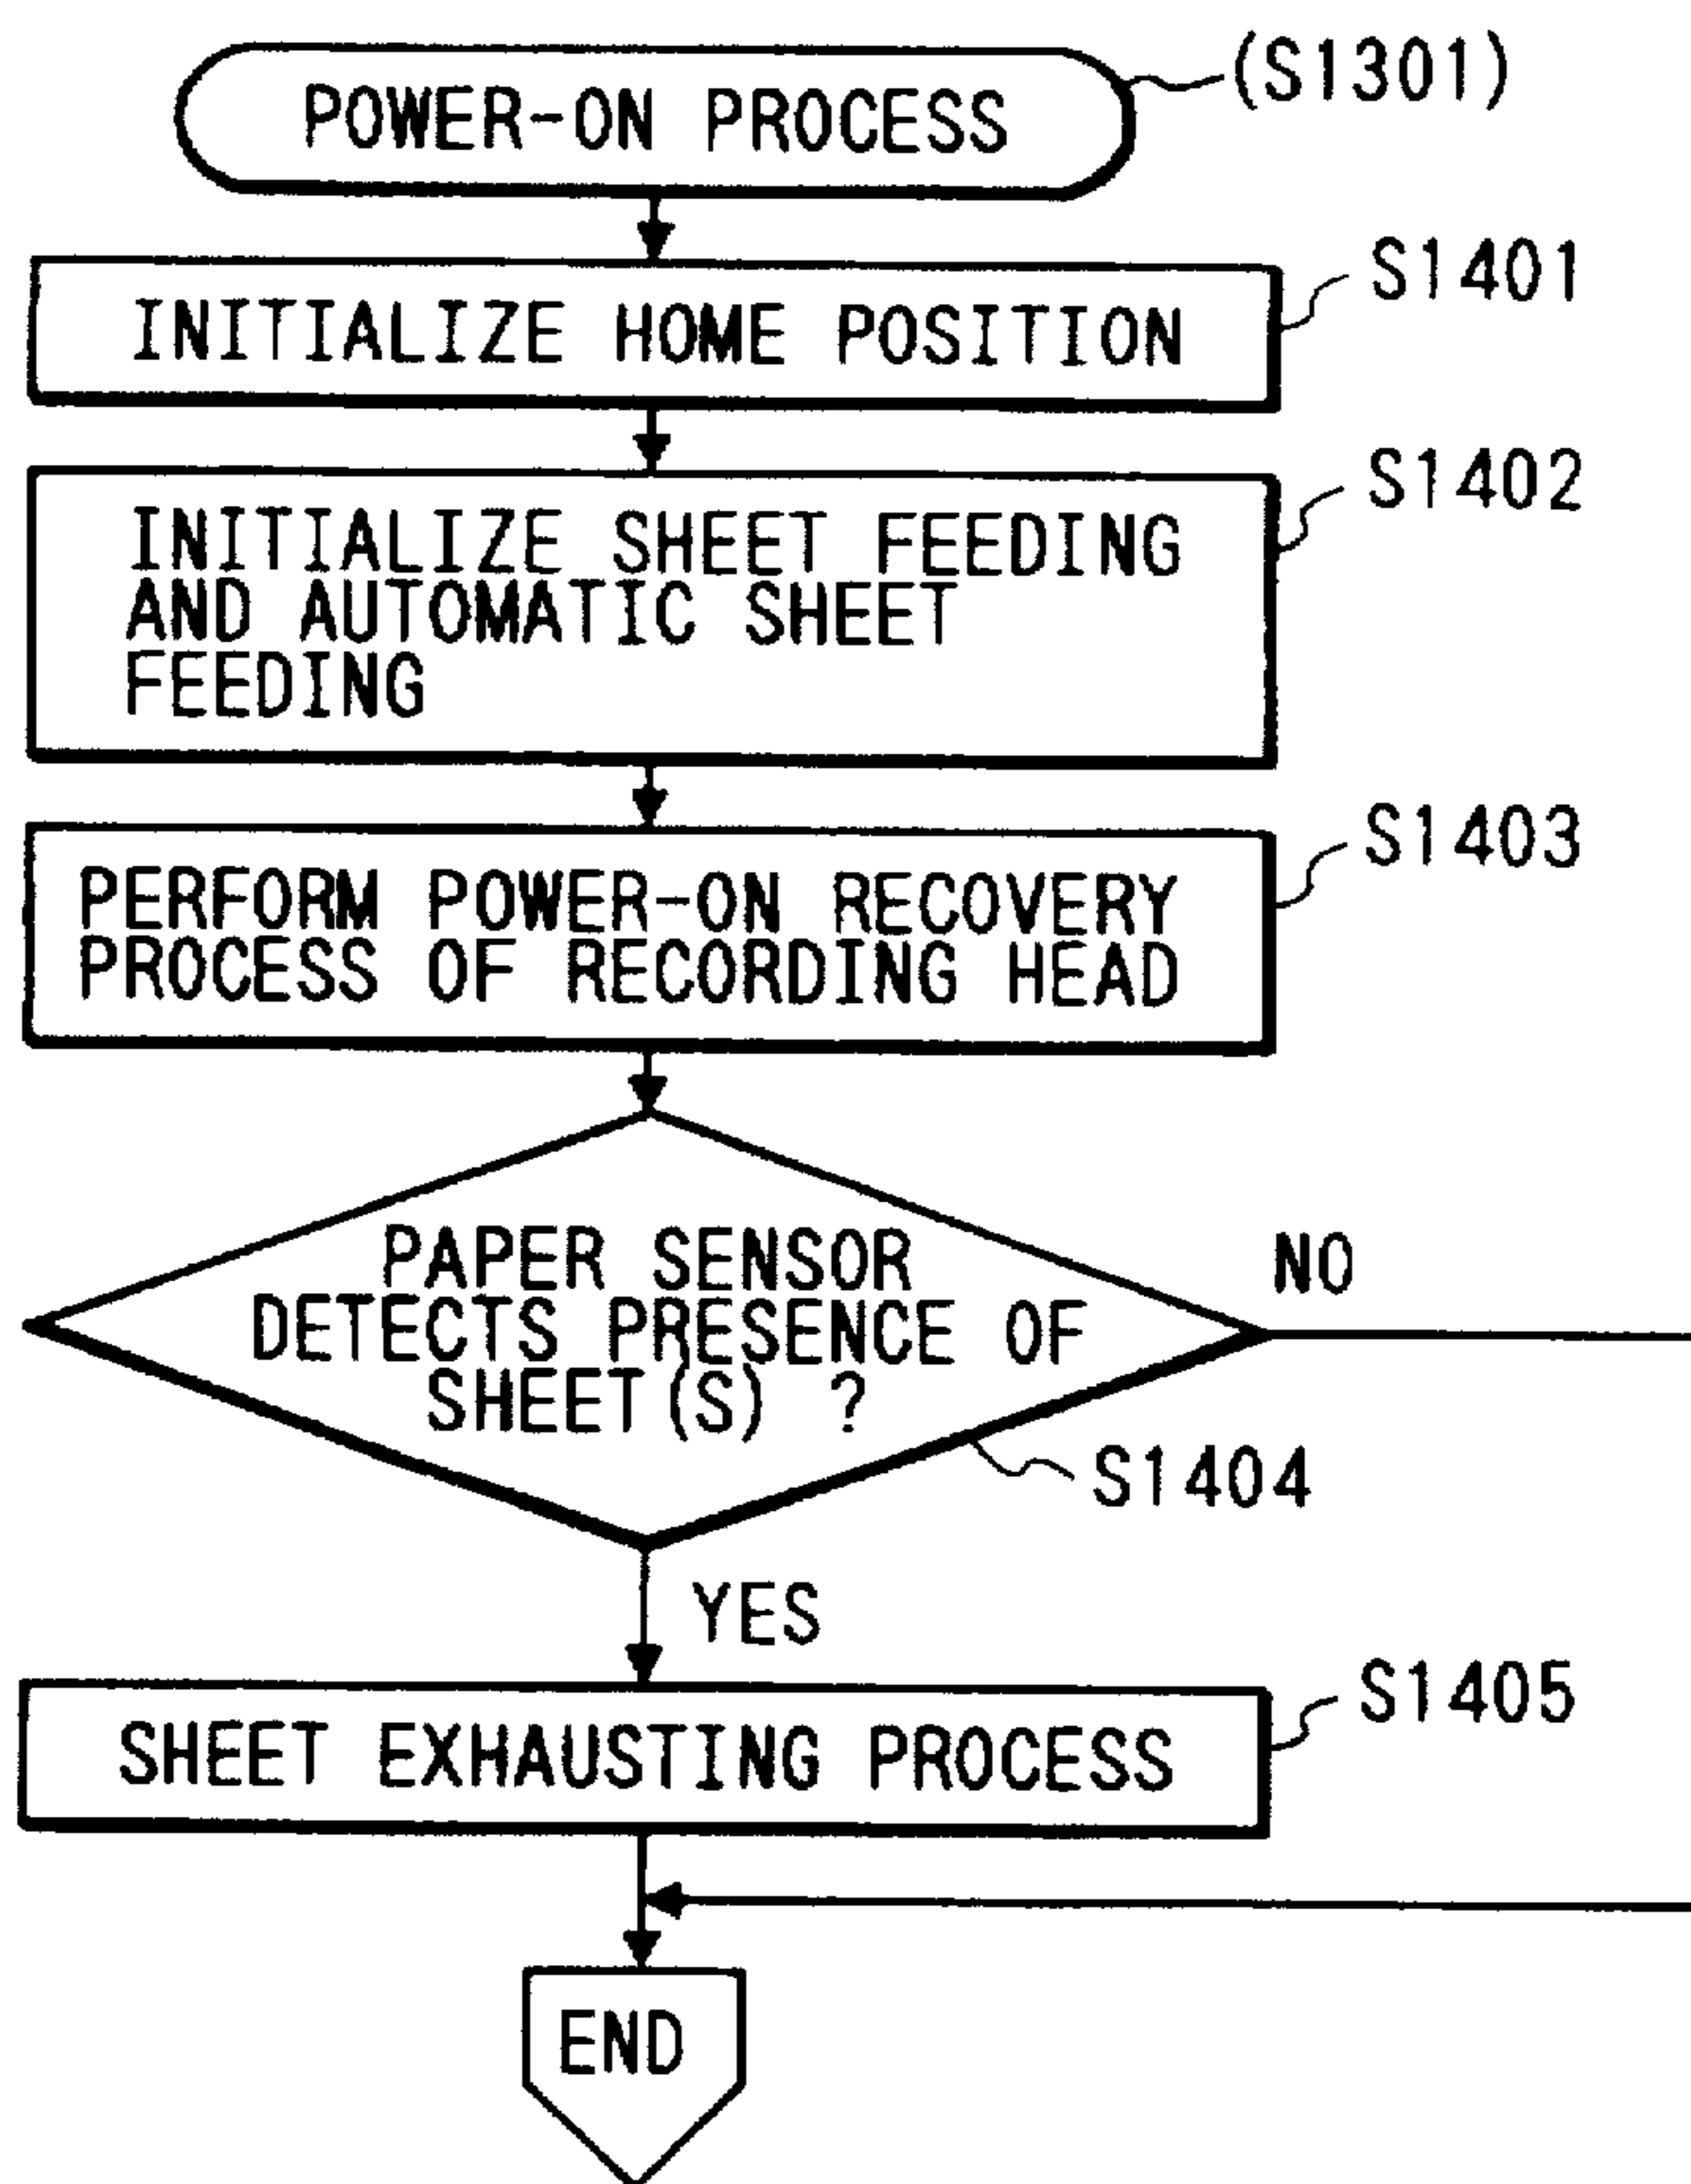 POWER-ON PROCESS
(S1301)
INITIALIZE HOME POSITION
S1401
INITIALIZE SHEET FEEDING
AND AUTOMATIC SHEET
FEEDING
S1402
PERFORM POWER-ON RECOVERY
PROCESS OF RECORDING HEAD
S1403
PAPER SENSOR
DETECTS PRESENCE OF
SHEET(S) ?
NO
S1404
YES
SHEET EXHAUSTING PROCESS
S1405
END